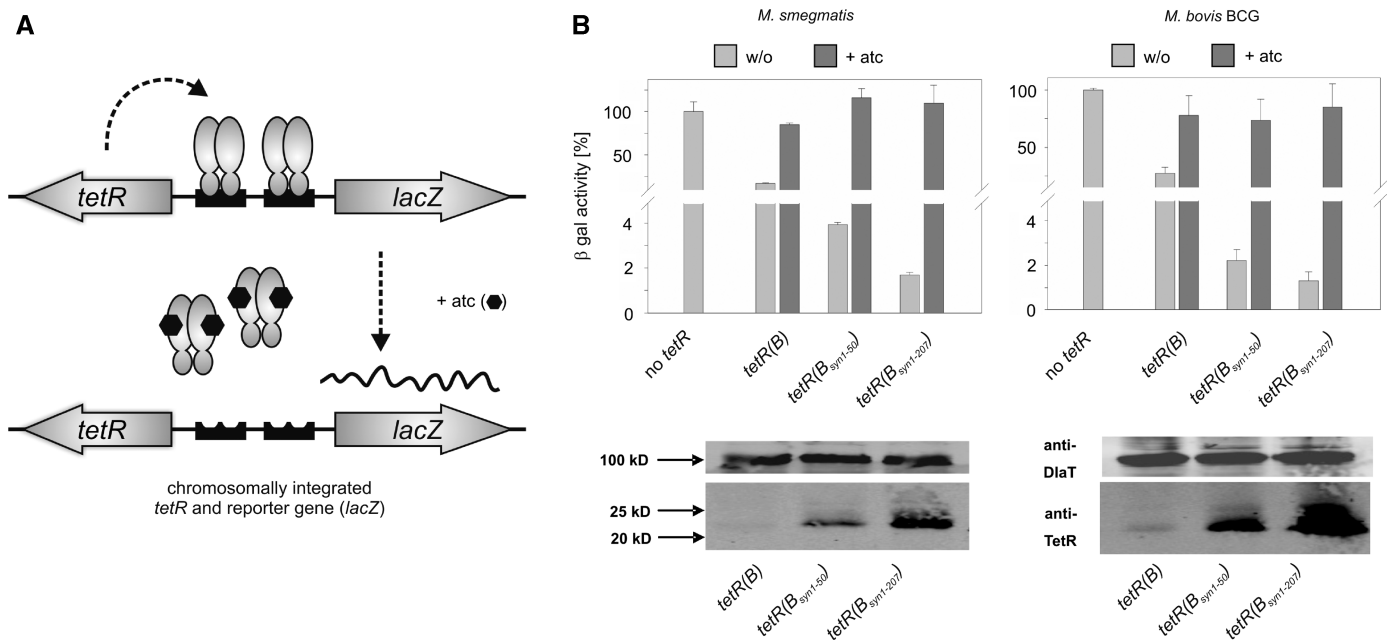 A
tetR
lacZ
+ atc ( )
tetR
lacZ
chromosomally integrated
tetR and reporter gene (lacZ)
B
M. smegmatis
w/o + atc
β gal activity [%]
100
50
4
2
0
no tetR
tetR(B)
tetR(Bsyn1-50)
tetR(Bsyn1-207)
M. bovis BCG
w/o + atc
100
50
4
2
0
no tetR
tetR(B)
tetR(Bsyn1-50)
tetR(Bsyn1-207)
100 kD
25 kD
20 kD
tetR(B)
tetR(Bsyn1-50)
tetR(Bsyn1-207)
anti-
DlaT
anti-
TetR
tetR(B)
tetR(Bsyn1-50)
tetR(Bsyn1-207)